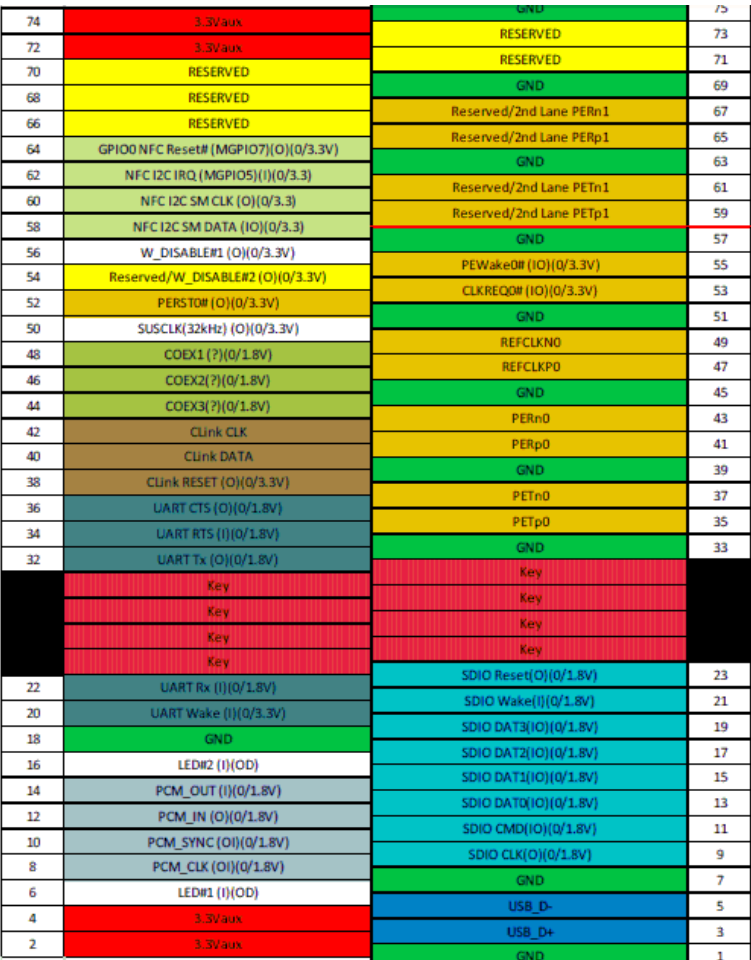 GND 75
74 3.3Vaux
RESERVED 73
72 3.3Vaux
RESERVED 71
70 RESERVED
GND 69
68 RESERVED
Reserved/2nd Lane PERn1 67
66 RESERVED
Reserved/2nd Lane PERp1 65
64 GPIO0 NFC Reset# (MGPIO7)(O)(0/3.3V)
GND 63
62 NFC I2C IRQ (MGPIO5)(I)(0/3.3)
Reserved/2nd Lane PETn1 61
60 NFC I2C SM CLK (O)(0/3.3)
Reserved/2nd Lane PETp1 59
58 NFC I2C SM DATA (IO)(0/3.3)
GND 57
56 W_DISABLE#1 (O)(0/3.3V)
PEWake0# (IO)(0/3.3V) 55
54 Reserved/W_DISABLE#2 (O)(0/3.3V)
CLKREQ0# (IO)(0/3.3V) 53
52 PERST0# (O)(0/3.3V)
GND 51
50 SUSCLK(32kHz) (O)(0/3.3V)
REFCLKN0 49
48 COEX1 (?)(0/1.8V)
REFCLKP0 47
46 COEX2(?)(0/1.8V)
GND 45
44 COEX3(?)(0/1.8V)
PERn0 43
42 CLink CLK
PERp0 41
40 CLink DATA
GND 39
38 CLink RESET (O)(0/3.3V)
PETn0 37
36 UART CTS (O)(0/1.8V)
PETp0 35
34 UART RTS (I)(0/1.8V)
GND 33
32 UART Tx (O)(0/1.8V)
Key
Key
Key
Key
Key
Key
Key
Key
SDIO Reset(O)(0/1.8V) 23
22 UART Rx (I)(0/1.8V)
SDIO Wake(I)(0/1.8V) 21
20 UART Wake (I)(0/3.3V)
SDIO DAT3(IO)(0/1.8V) 19
18 GND
SDIO DAT2(IO)(0/1.8V) 17
16 LED#2 (I)(OD)
SDIO DAT1(IO)(0/1.8V) 15
14 PCM_OUT (I)(0/1.8V)
SDIO DAT0(IO)(0/1.8V) 13
12 PCM_IN (O)(0/1.8V)
SDIO CMD(IO)(0/1.8V) 11
10 PCM_SYNC (OI)(0/1.8V)
SDIO CLK(O)(0/1.8V) 9
8 PCM_CLK (OI)(0/1.8V)
GND 7
6 LED#1 (I)(OD)
USB_D- 5
4 3.3Vaux
USB_D+ 3
2 3.3Vaux
GND 1